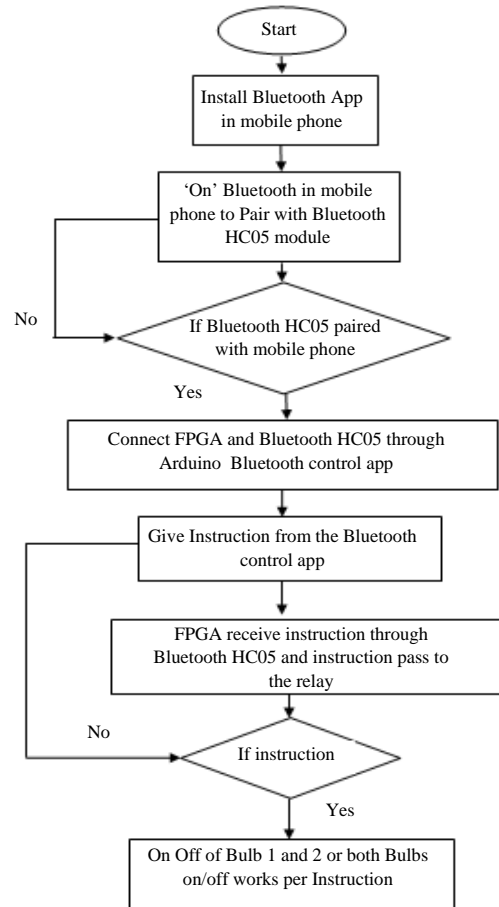 Start
Install Bluetooth App
in mobile phone
‘On’ Bluetooth in mobile
phone to Pair with Bluetooth
HC05 module
No
If Bluetooth HC05 paired
with mobile phone
Yes
Connect FPGA and Bluetooth HC05 through
Arduino Bluetooth control app
Give Instruction from the Bluetooth
control app
FPGA receive instruction through
Bluetooth HC05 and instruction pass to
the relay
No
If instruction
Yes
On Off of Bulb 1 and 2 or both Bulbs
on/off works per Instruction